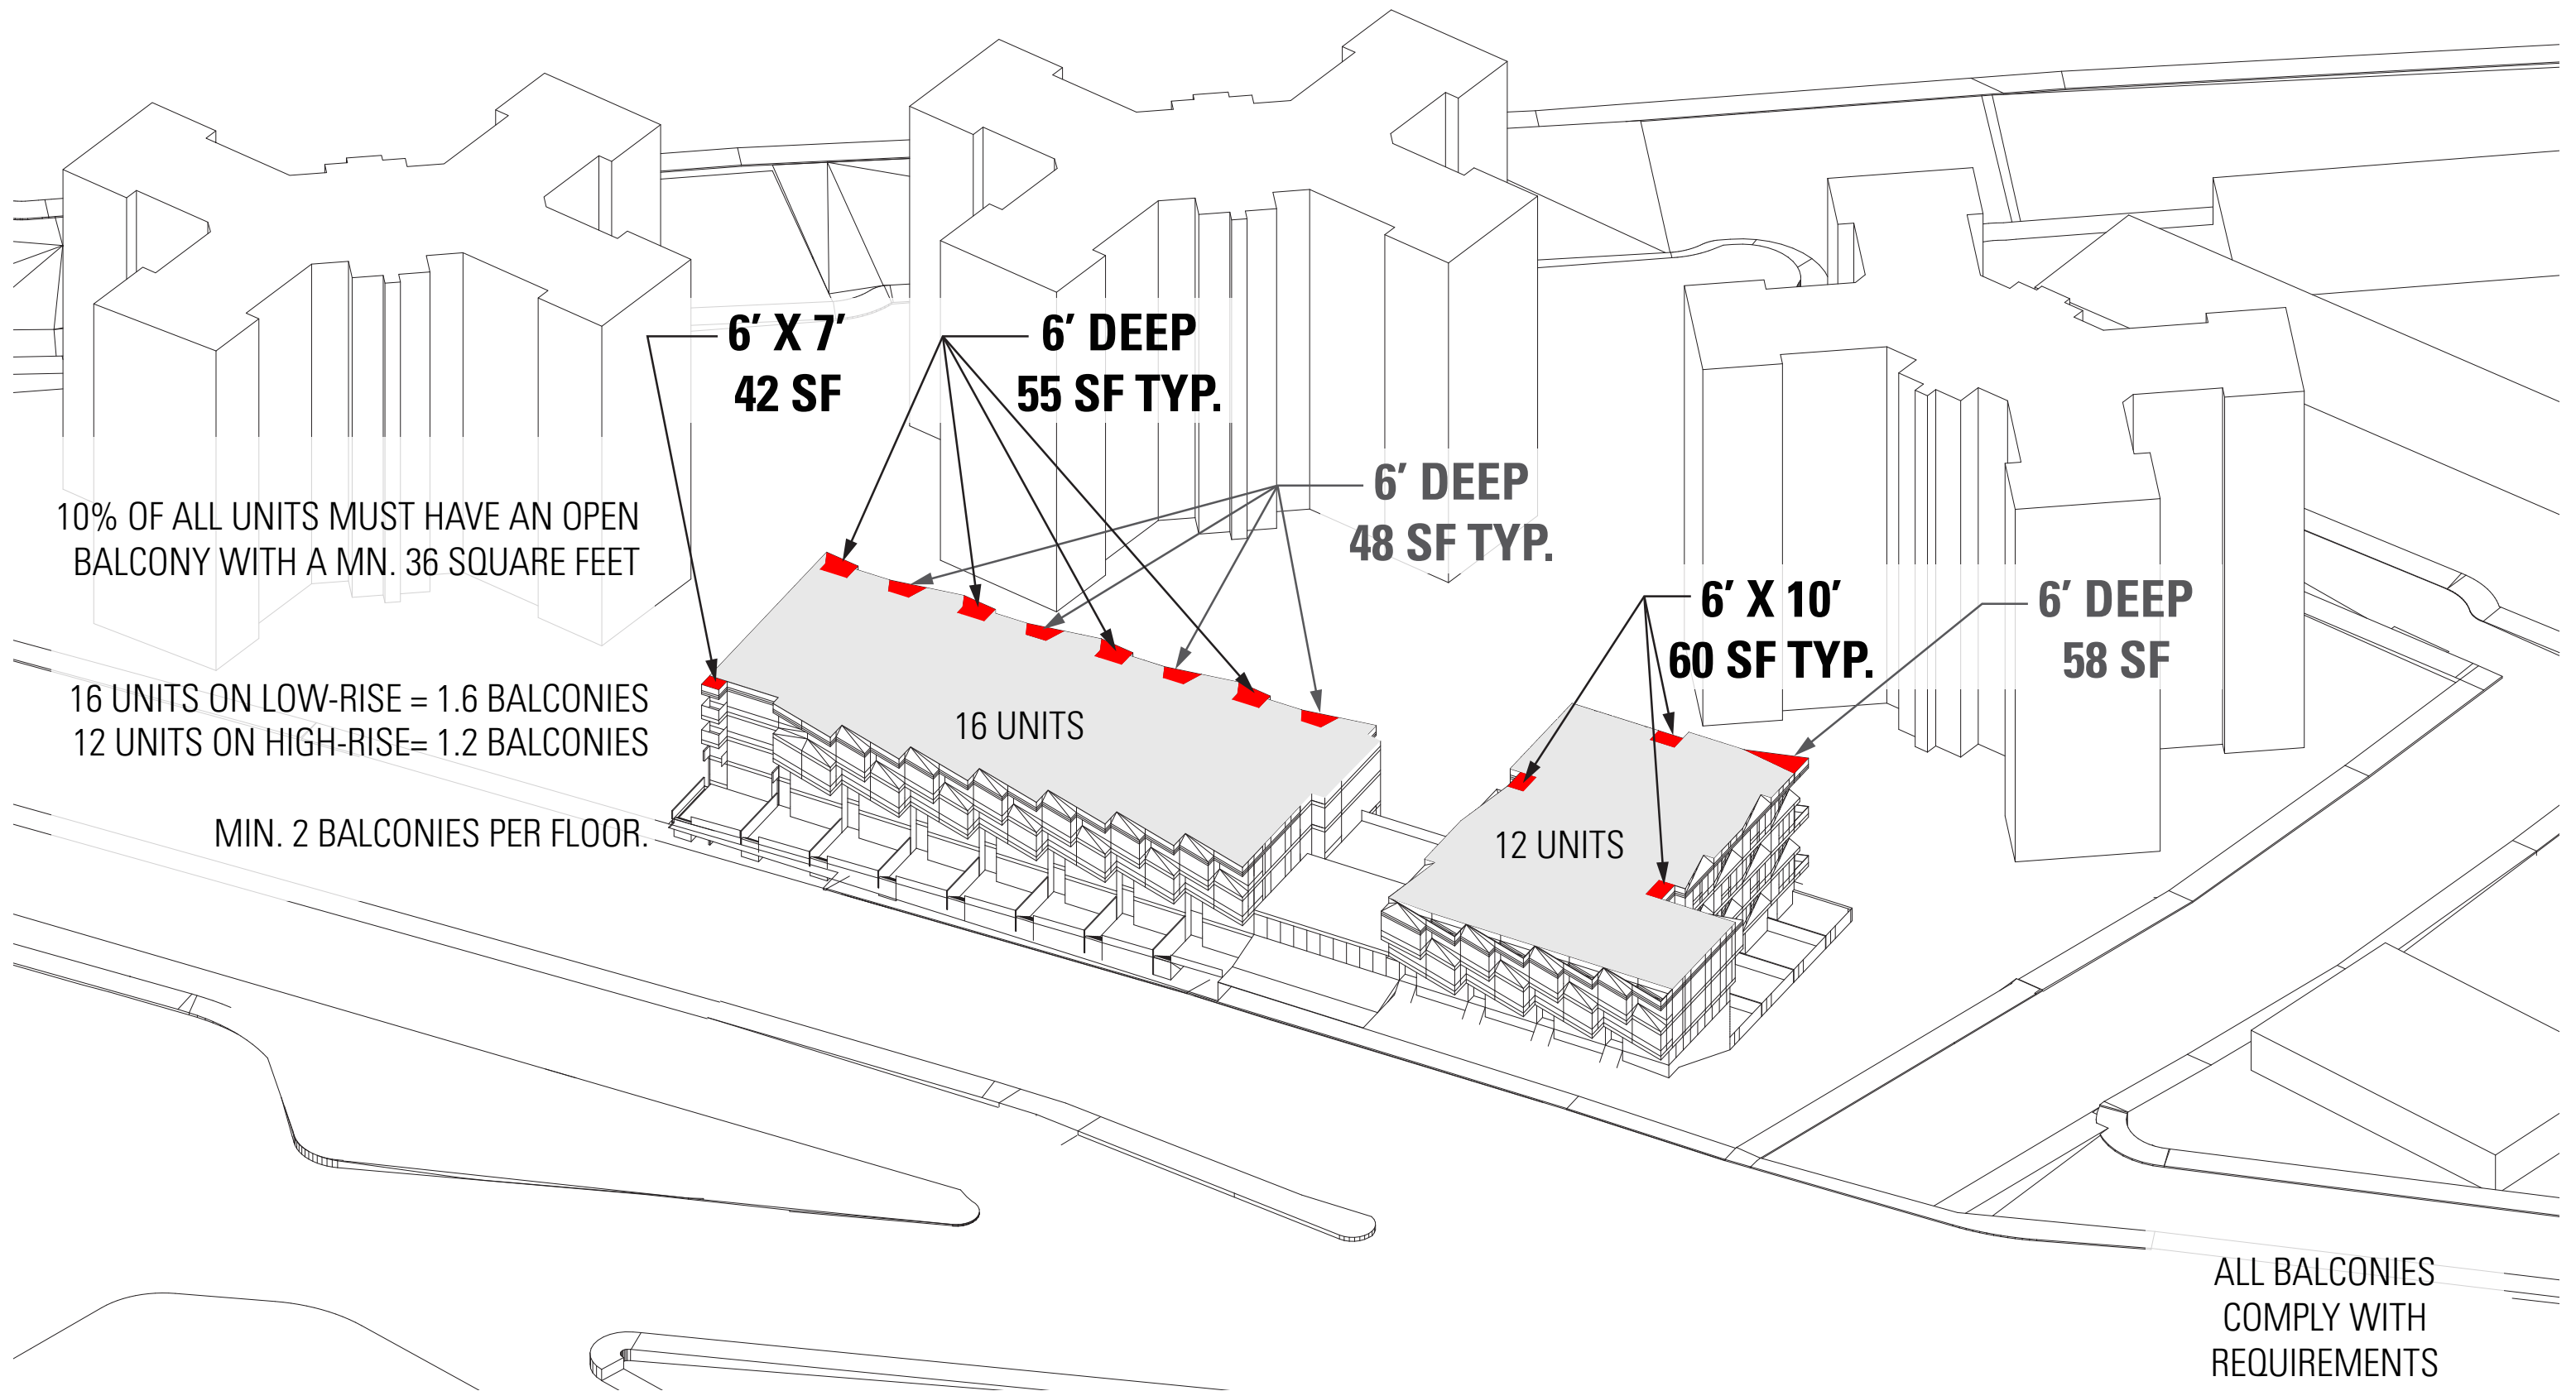 6′ X 7′
42 SF
6′ DEEP
55 SF TYP.
6′ DEEP
48 SF TYP.
10% OF ALL UNITS MUST HAVE AN OPEN
BALCONY WITH A MN. 36 SQUARE FEET
6′ X 10′
60 SF TYP.
6′ DEEP
58 SF
16 UNITS ON LOW-RISE = 1.6 BALCONIES
12 UNITS ON HIGH-RISE= 1.2 BALCONIES
16 UNITS
MIN. 2 BALCONIES PER FLOOR.
12 UNITS
ALL BALCONIES
COMPLY WITH
REQUIREMENTS